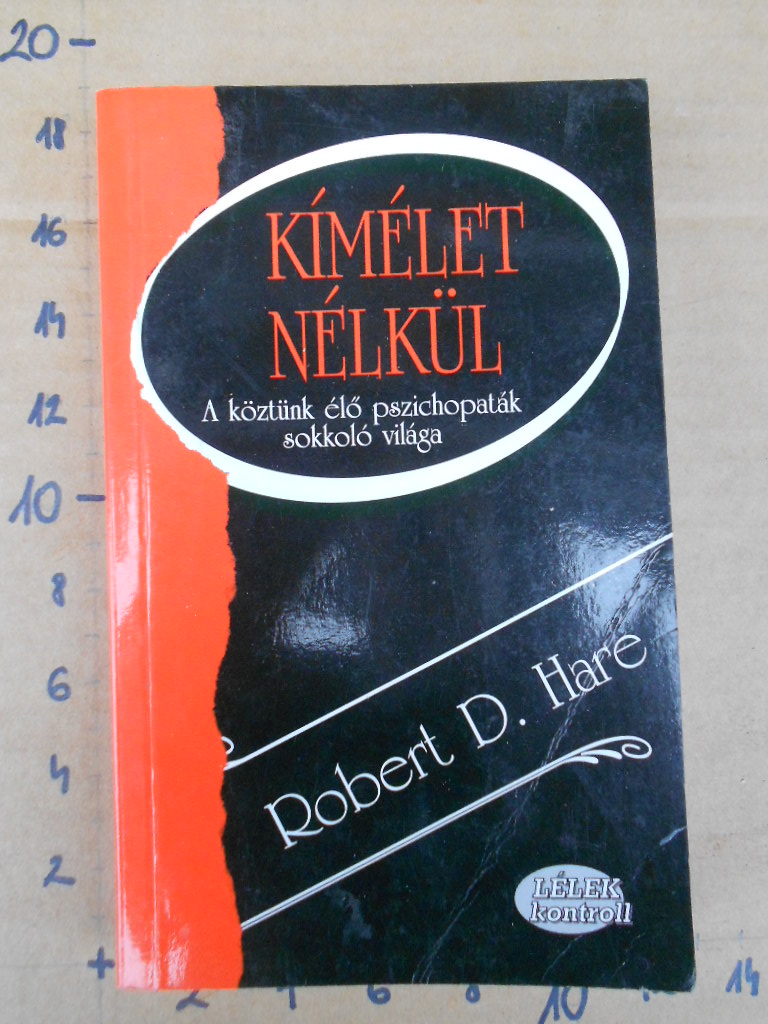 20
18
16
14
12
10
8
6
4
2
KÍMÉLET
NÉLKÜL
A köztünk élő pszichopaták
sokkoló világa
Robert D. Hare
LÉLEK
kontroll
2
4
6
8
10
14